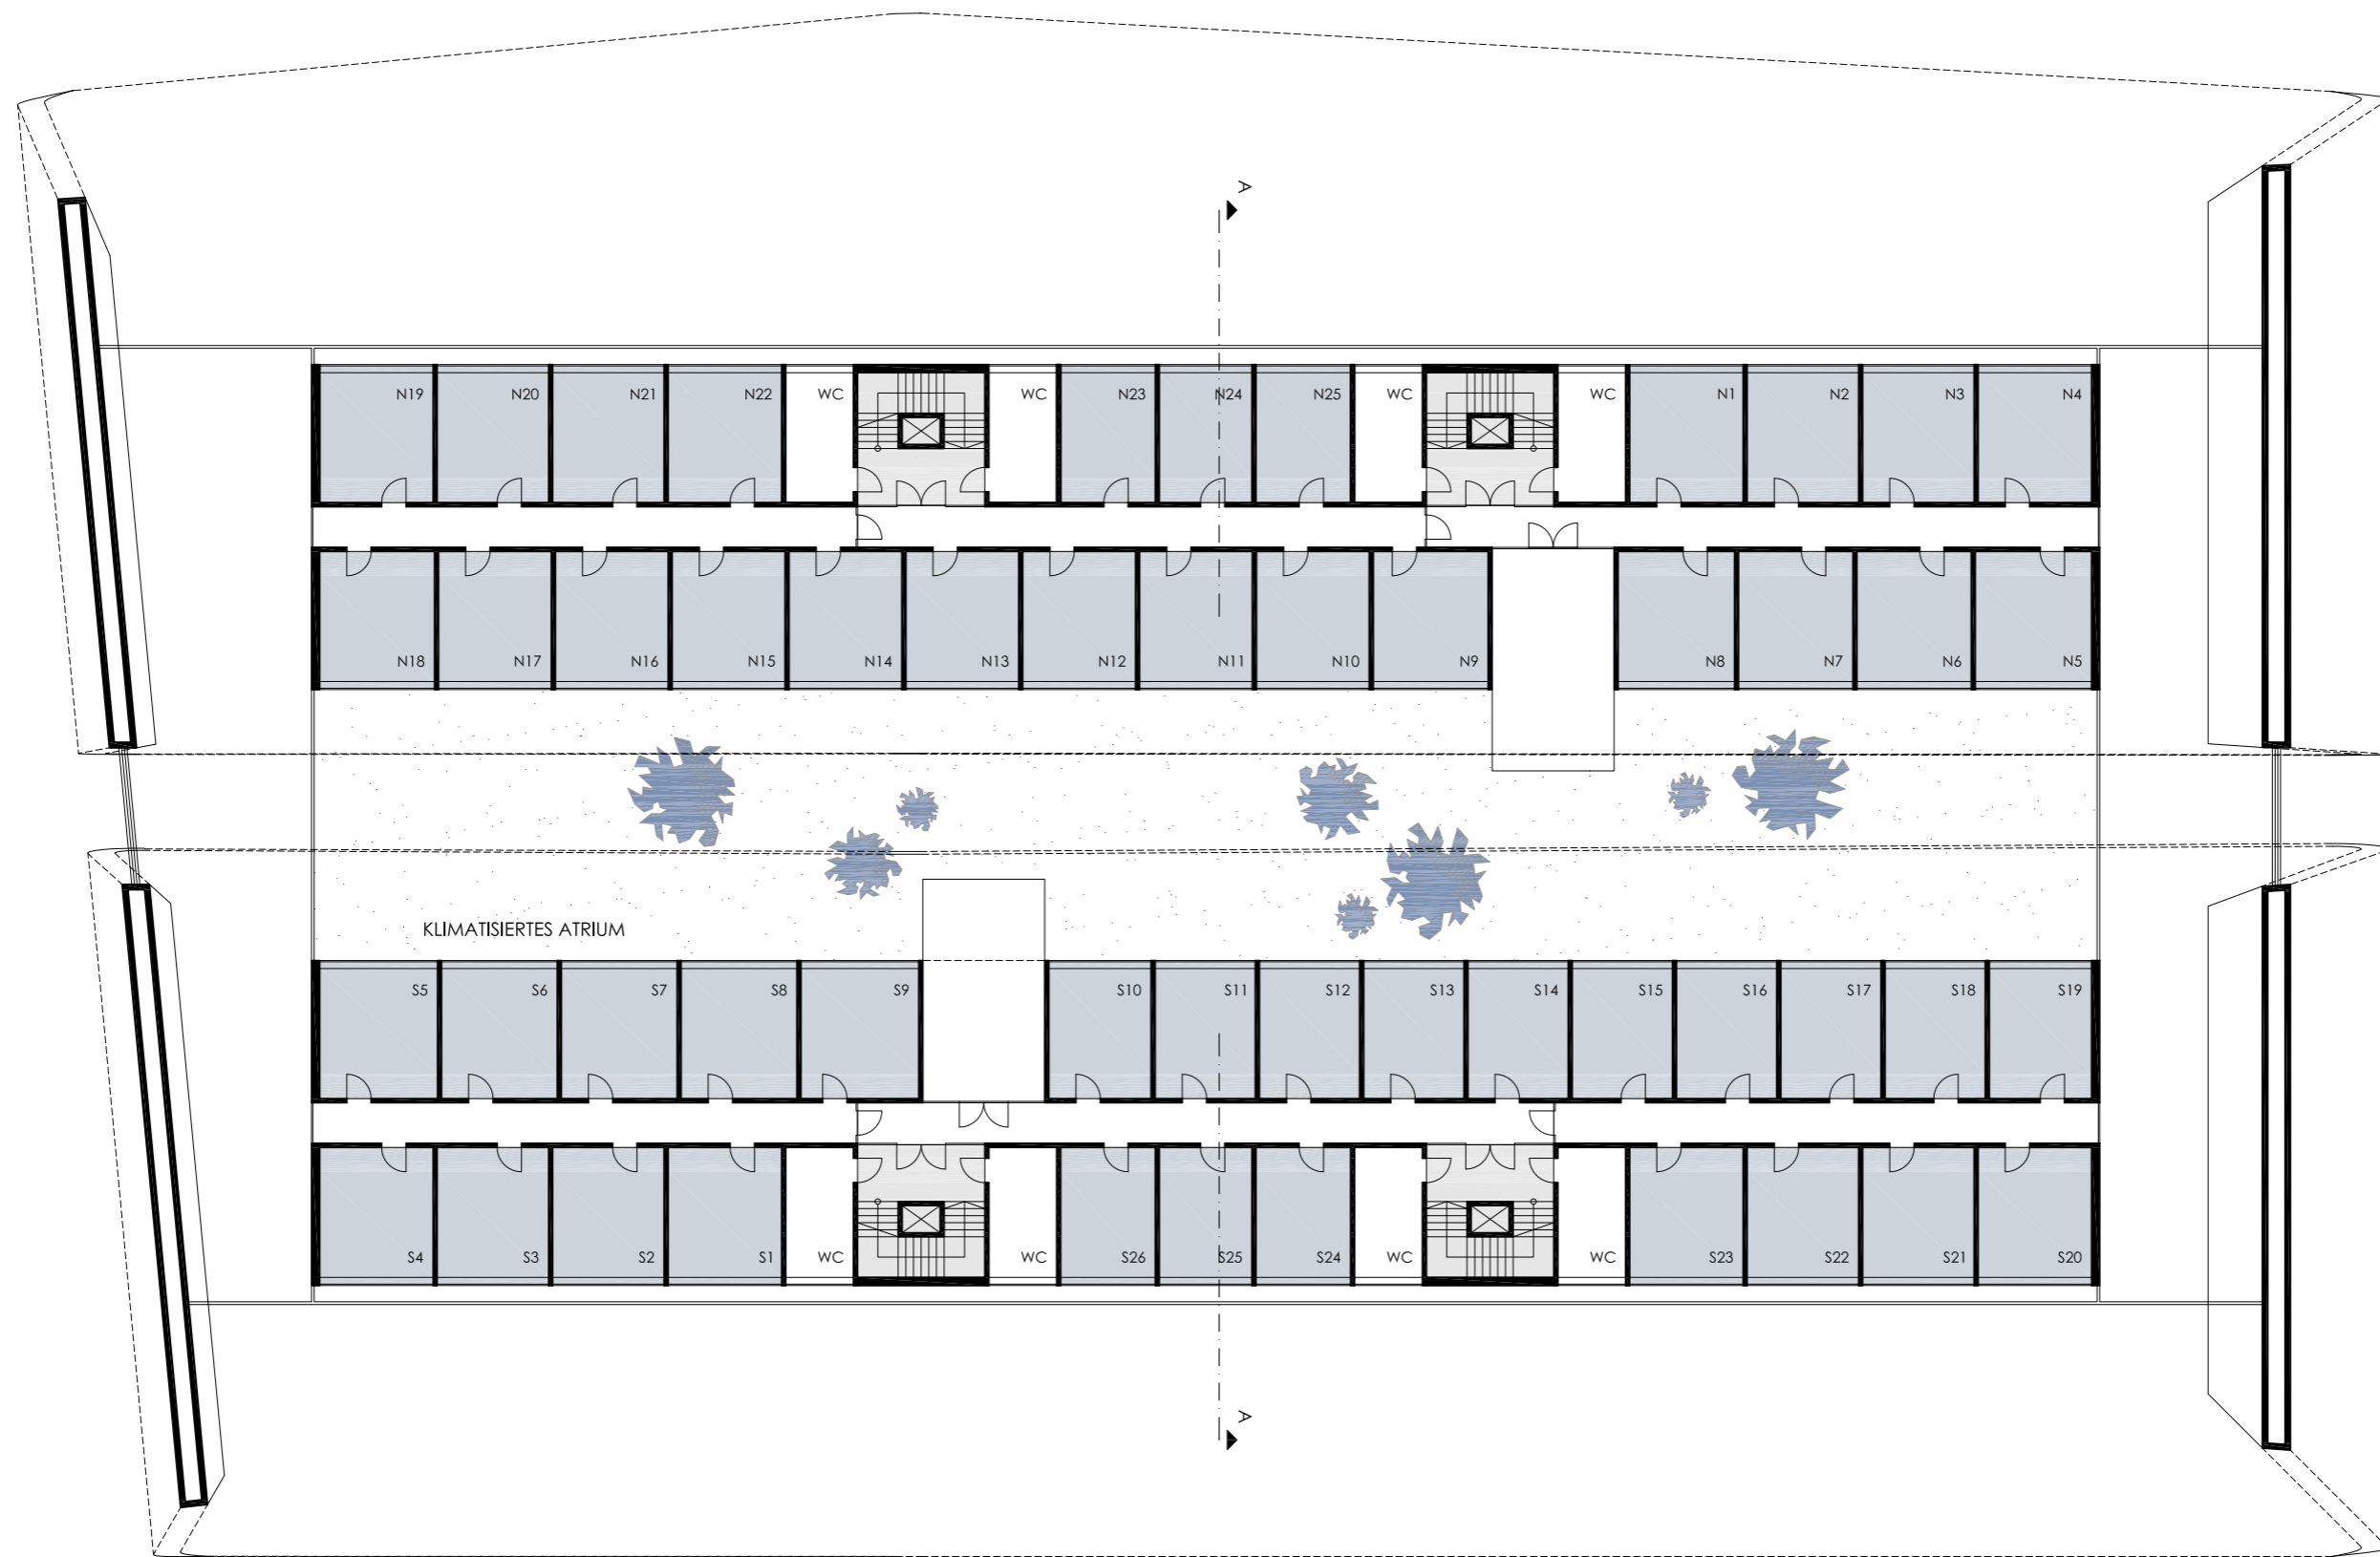 A
N19 N20 N21 N22 WC WC N23 N24 N25 WC WC N1 N2 N3 N4
N18 N17 N16 N15 N14 N13 N12 N11 N10 N9 N8 N7 N6 N5
KLIMATISIERTES ATRIUM
S5 S6 S7 S8 S9 S10 S11 S12 S13 S14 S15 S16 S17 S18 S19
S4 S3 S2 S1 WC WC S26 S25 S24 WC WC S23 S22 S21 S20
A